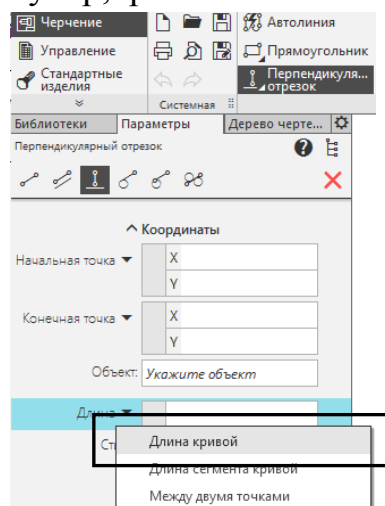 Черчение
Автолиния
Управление
Прямоугольник
Стандартные
изделия
Перпендикуля...
отрезок
Системная
Библиотеки Параметры Дерево черте...
Перпендикулярный отрезок
Координаты
Начальная точка X
Y
Конечная точка X
Y
Объект: Укажите объект
Длина
Длина кривой
Длина сегмента кривой
Между двумя точками